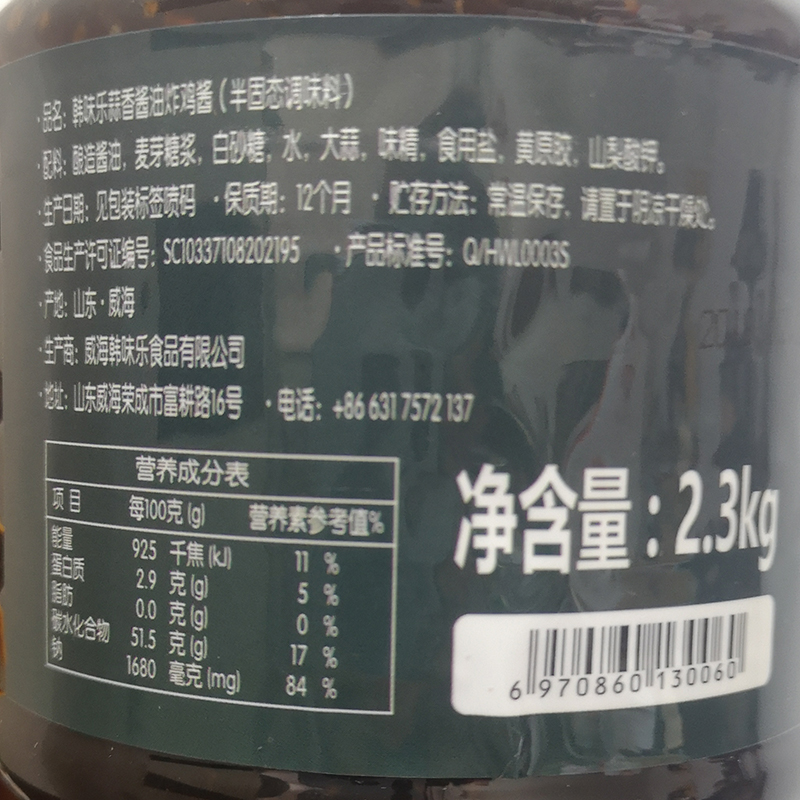 ·品名：韩味乐蒜香酱油炸鸡酱（半固态调味料）
·配料：酿造酱油，麦芽糖浆，白砂糖，水，大蒜，味精，食用盐，黄原胶，山梨酸钾。
·生产日期：见包装标签喷码 ·保质期：12个月 ·贮存方法：常温保存，请置于阴凉干燥处。
·食品生产许可证编号：SC10337108202195 ·产品标准号：Q/HWL0003S
·产地：山东·威海
·生产商：威海韩味乐食品有限公司
·地址：山东威海荣成市富耕路16号 ·电话：+86 631 7572 137
营养成分表
项目 每100克(g) 营养素参考值%
能量 925 千焦(kJ) 11 %
蛋白质 2.9 克(g) 5 %
脂肪 0.0 克(g) 0 %
碳水化合物 51.5 克(g) 17 %
钠 1680 毫克(mg) 84 %
净含量：2.3kg
6 970860 130060